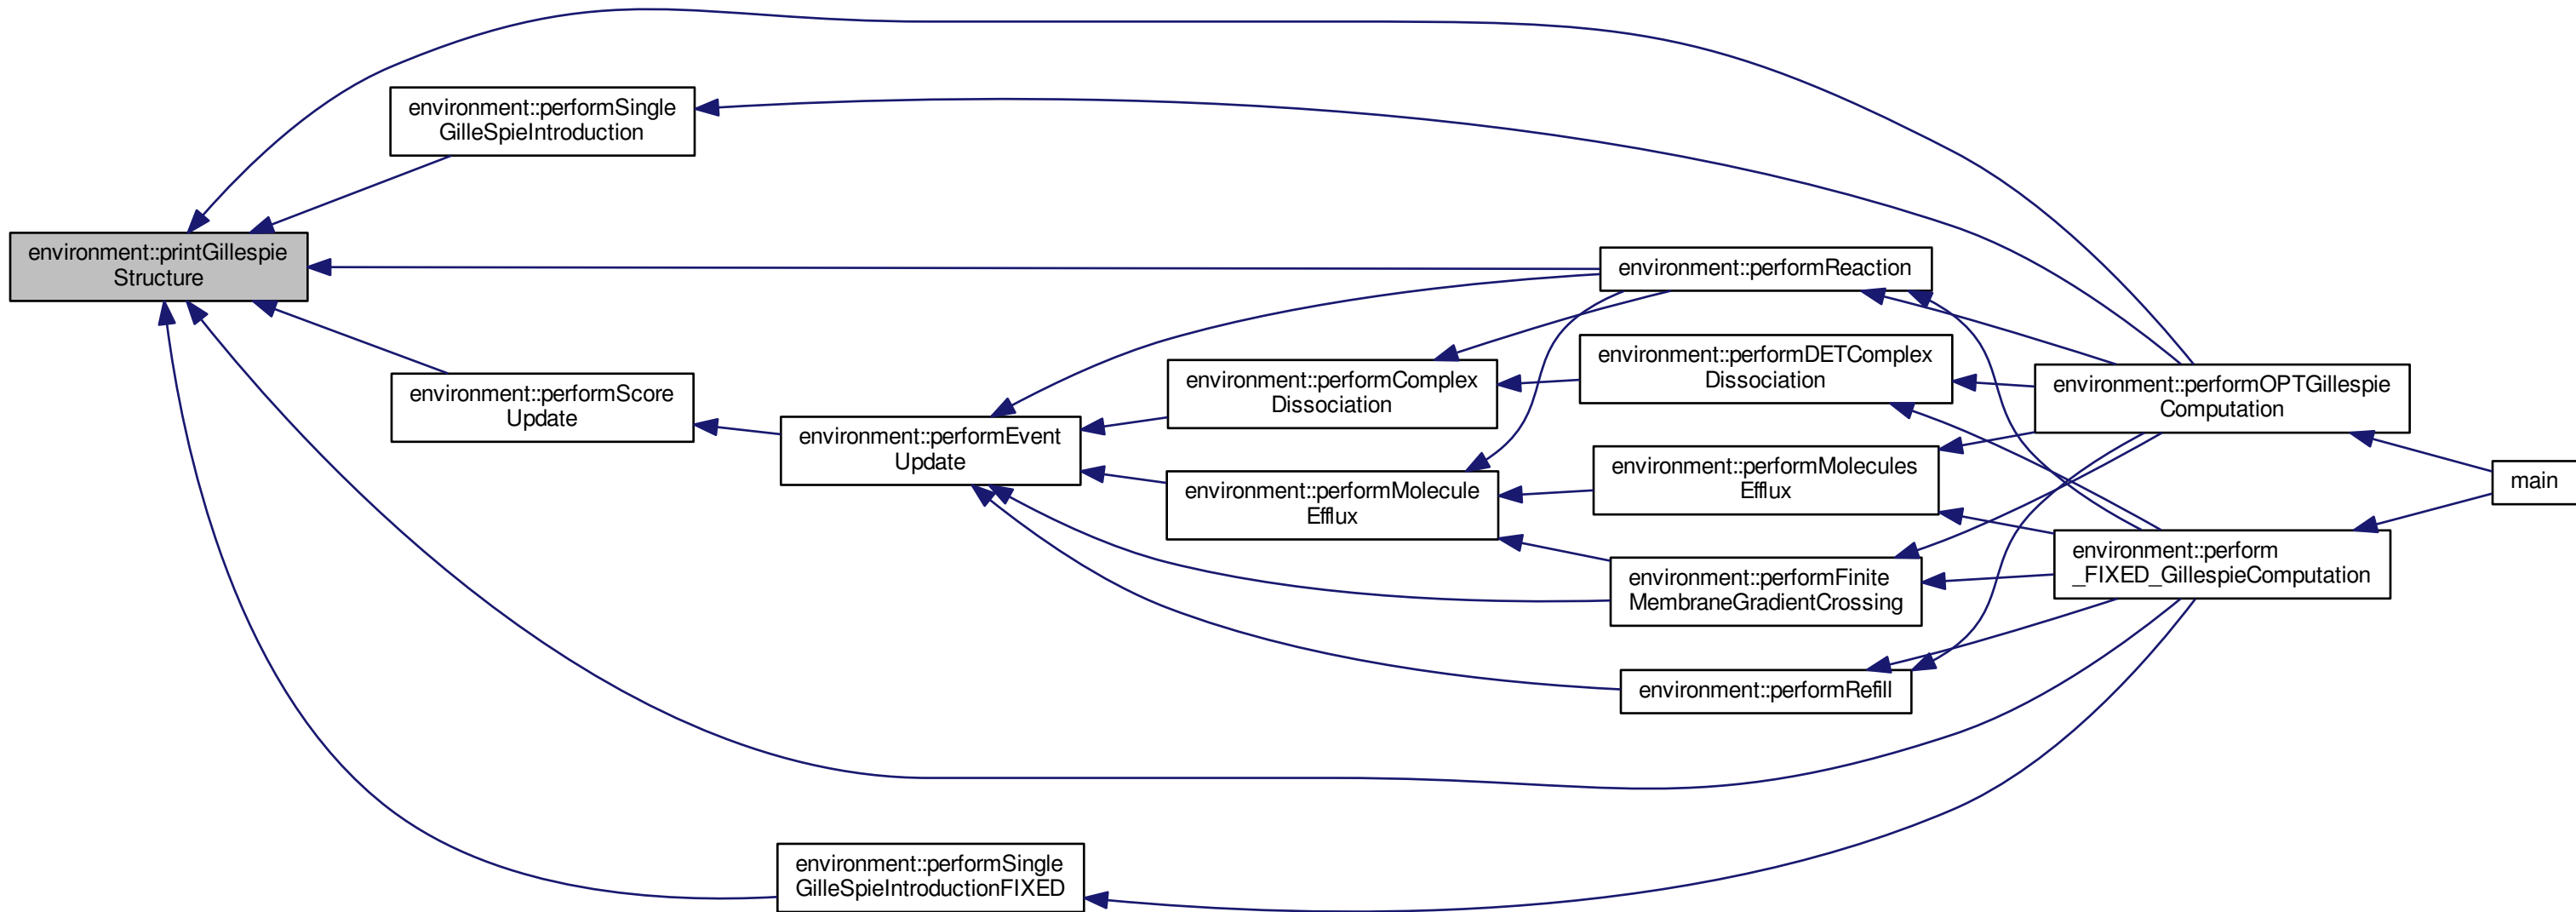 environment::performSingle
GilleSpieIntroduction
environment::printGillespie
Structure
environment::performReaction
environment::performDETComplex
Dissociation
environment::performComplex
Dissociation
environment::performOPTGillespie
Computation
environment::performScore
Update
environment::performEvent
Update
environment::performMolecules
Efflux
environment::performMolecule
Efflux
main
environment::perform
_FIXED_GillespieComputation
environment::performFinite
MembraneGradientCrossing
environment::performRefill
environment::performSingle
GilleSpieIntroductionFIXED